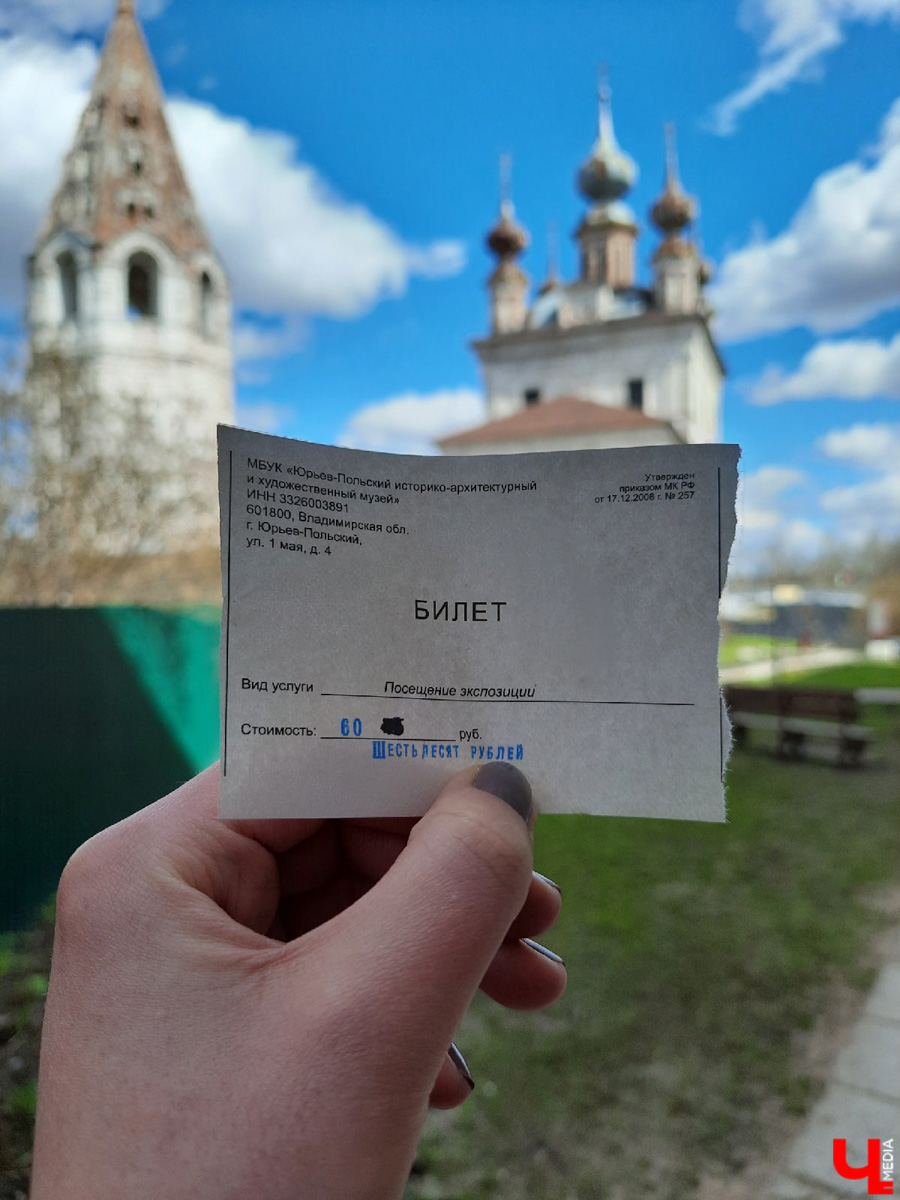 МБУК «Юрьев-Польский историко-архитектурный
и художественный музей»
ИНН 3326003891
601800, Владимирская обл.
г. Юрьев-Польский,
ул. 1 мая, д. 4
Утвержден
приказом МК РФ
от 17.12.2008 г. № 257
БИЛЕТ
Вид услуги Посещение экспозиции
Стоимость: 60 руб.
ШЕСТЬДЕСЯТ РУБЛЕЙ
Ч MEDIA